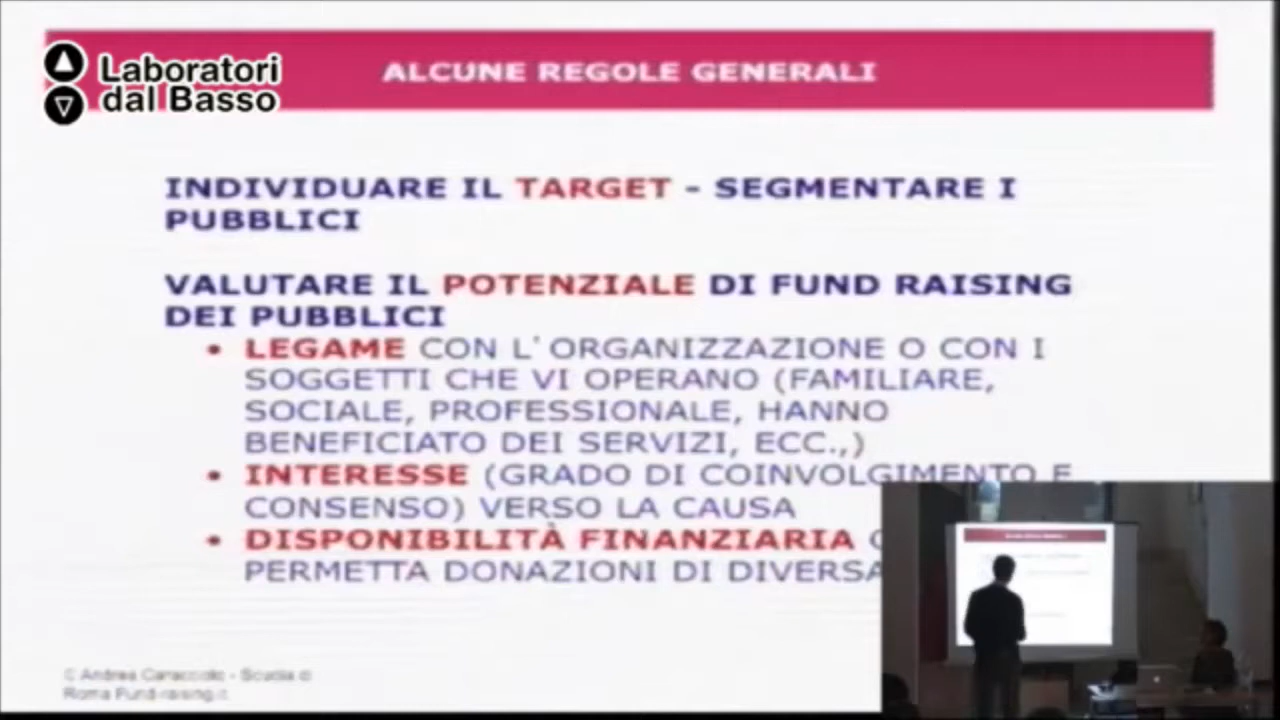 Laboratori
dal Basso
ALCUNE REGOLE GENERALI
INDIVIDUARE IL TARGET - SEGMENTARE I
PUBBLICI
VALUTARE IL POTENZIALE DI FUND RAISING
DEI PUBBLICI
• LEGAME CON L'ORGANIZZAZIONE O CON I
SOGGETTI CHE VI OPERANO (FAMILIARE,
SOCIALE, PROFESSIONALE, HANNO
BENEFICIATO DEI SERVIZI, ECC.,)
• INTERESSE (GRADO DI COINVOLGIMENTO E
CONSENSO) VERSO LA CAUSA
• DISPONIBILITÀ FINANZIARIA
PERMETTA DONAZIONI DI DIVERSA
© Andrea Caracciolo - Scuola di
Roma Fund-raising.it